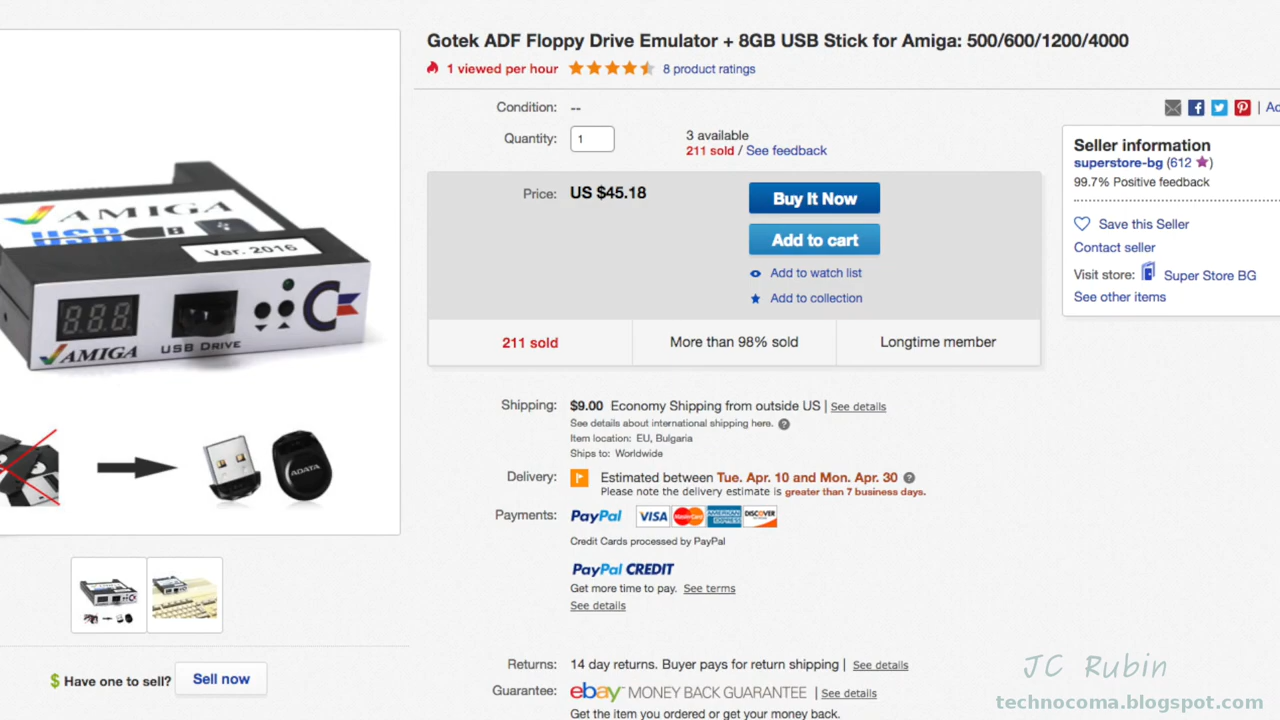 Gotek ADF Floppy Drive Emulator + 8GB USB Stick for Amiga: 500/600/1200/4000
1 viewed per hour 8 product ratings
Condition: --
Quantity: 1 3 available
211 sold / See feedback
Price: US $45.18 Buy It Now
Add to cart
Add to watch list
Add to collection
211 sold More than 98% sold Longtime member
Shipping: $9.00 Economy Shipping from outside US | See details
See details about international shipping here. ?
Item location: EU, Bulgaria
Ships to: Worldwide
Delivery: Estimated between Tue. Apr. 10 and Mon. Apr. 30 ?
Please note the delivery estimate is greater than 7 business days.
Payments: PayPal VISA MasterCard AMERICAN EXPRESS DISCOVER
Credit Cards processed by PayPal
PayPal CREDIT
Get more time to pay. See terms
See details
Returns: 14 day returns. Buyer pays for return shipping | See details
Guarantee: ebay MONEY BACK GUARANTEE | See details
Get the item you ordered or get your money back.
| Ad
Seller information
superstore-bg (612 ★)
99.7% Positive feedback
Save this Seller
Contact seller
Visit store: Super Store BG
See other items
AMIGA
USB
Ver. 2016
8.8.8.
AMIGA USB DRIVE
ADATA
$ Have one to sell? Sell now
JC Rubin
technocoma.blogspot.com